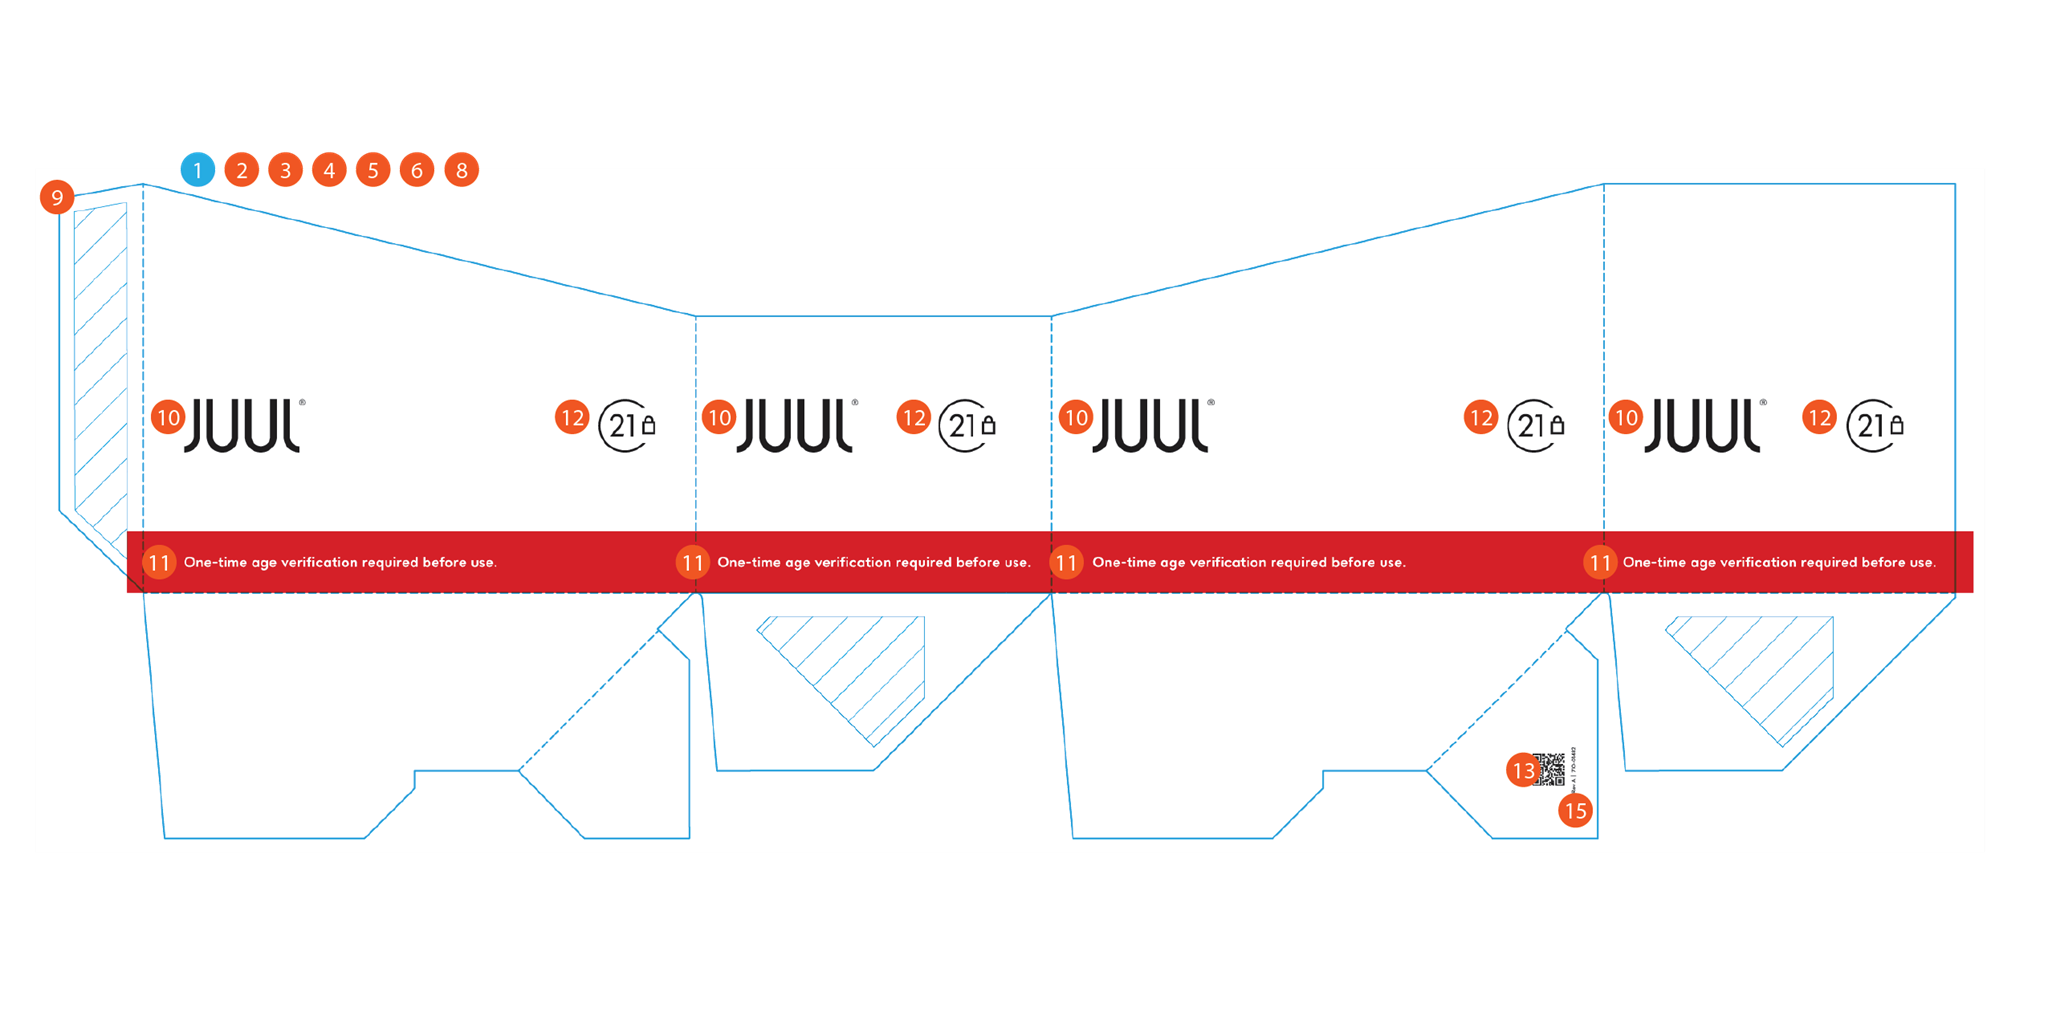 1 2 3 4 5 6 8
9
10 JUUL® 12 21 10 JUUL® 12 21 10 JUUL® 12 21 10 JUUL® 12 21
11 One-time age verification required before use. 11 One-time age verification required before use. 11 One-time age verification required before use. 11 One-time age verification required before use.
13
15